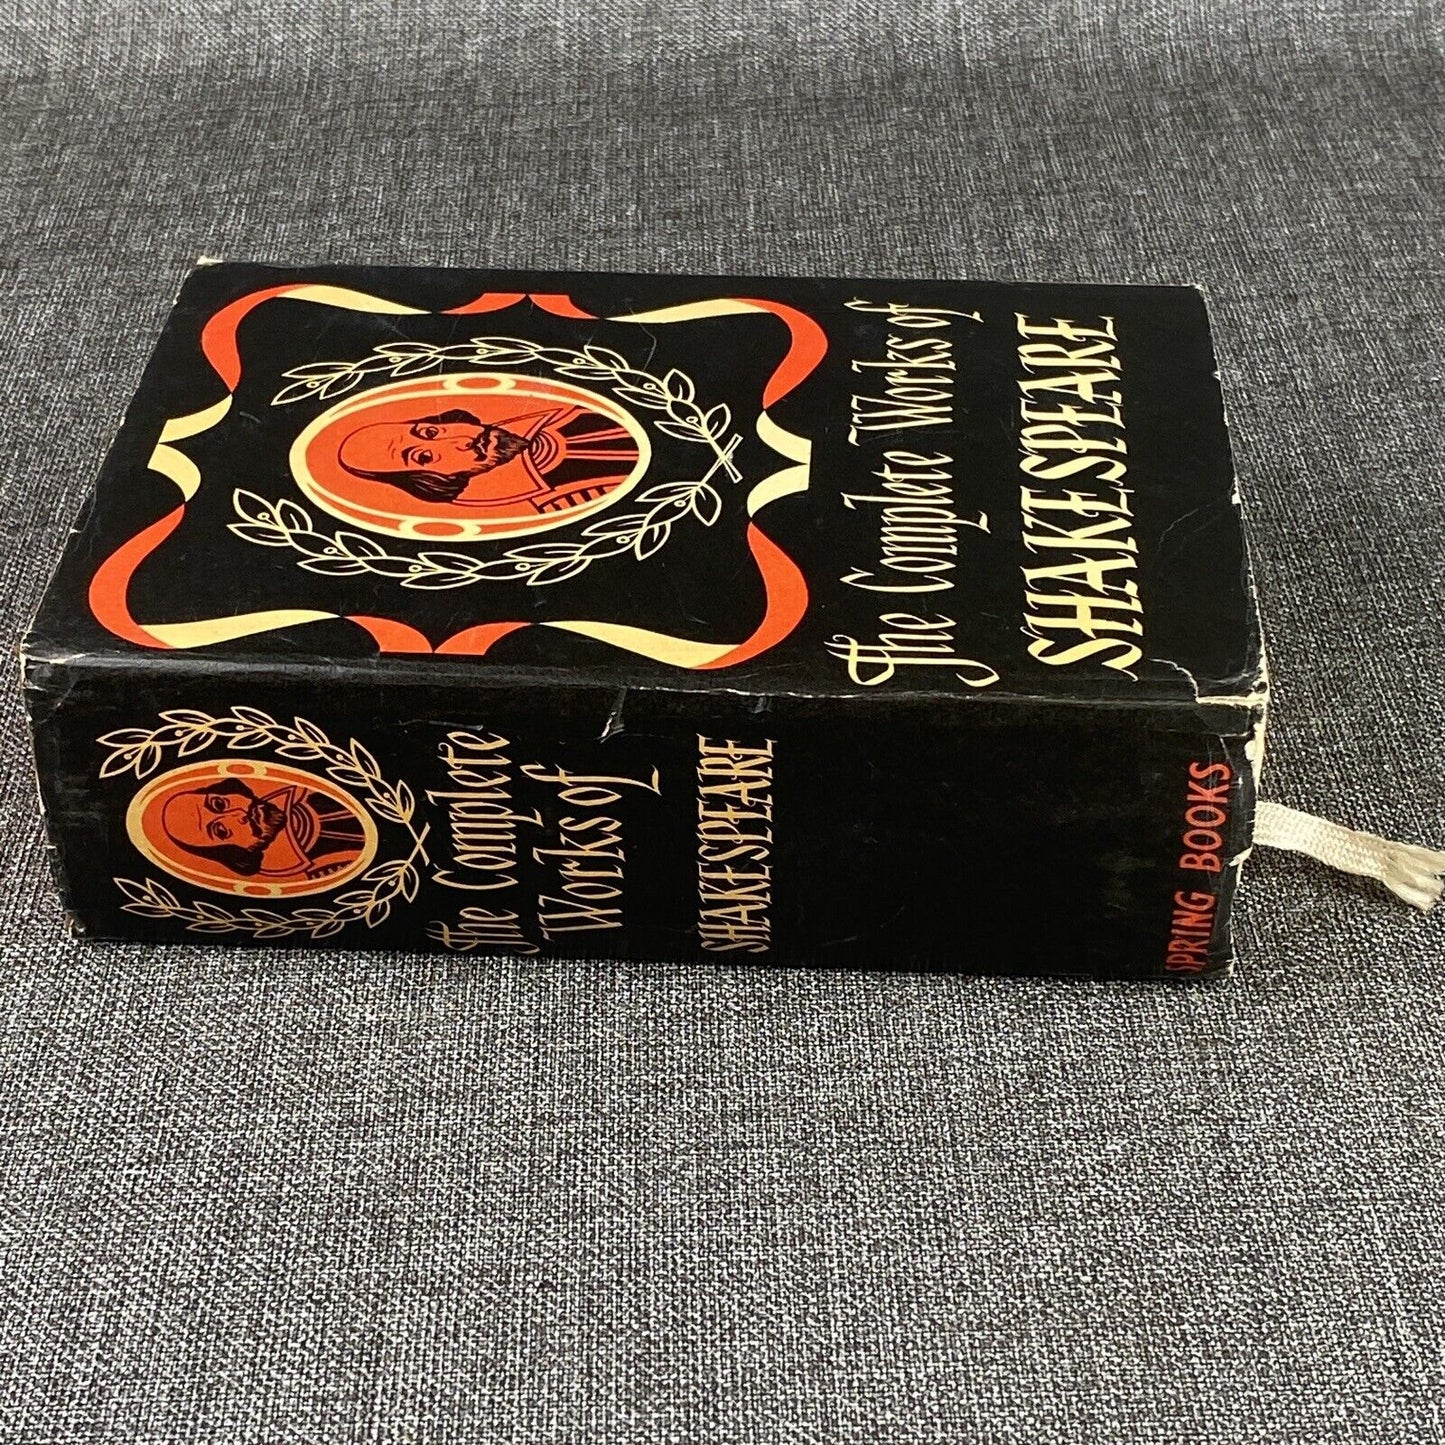 The Complete Works of
SHAKESPEARE
The Complete
Works of
SHAKESPEARE
SPRING BOOKS